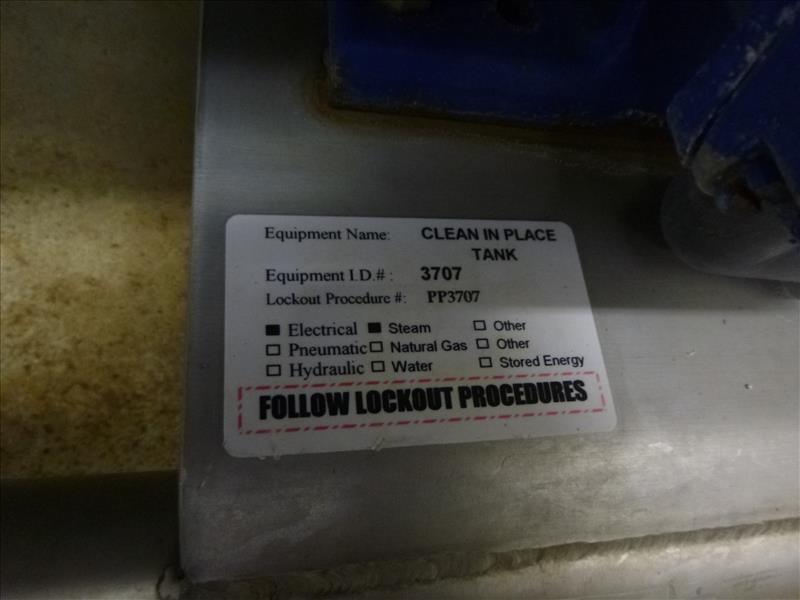 Equipment Name: CLEAN IN PLACE
TANK
Equipment I.D.# : 3707
Lockout Procedure #: PP3707
■ Electrical ■ Steam □ Other
□ Pneumatic □ Natural Gas □ Other
□ Hydraulic □ Water □ Stored Energy
FOLLOW LOCKOUT PROCEDURES